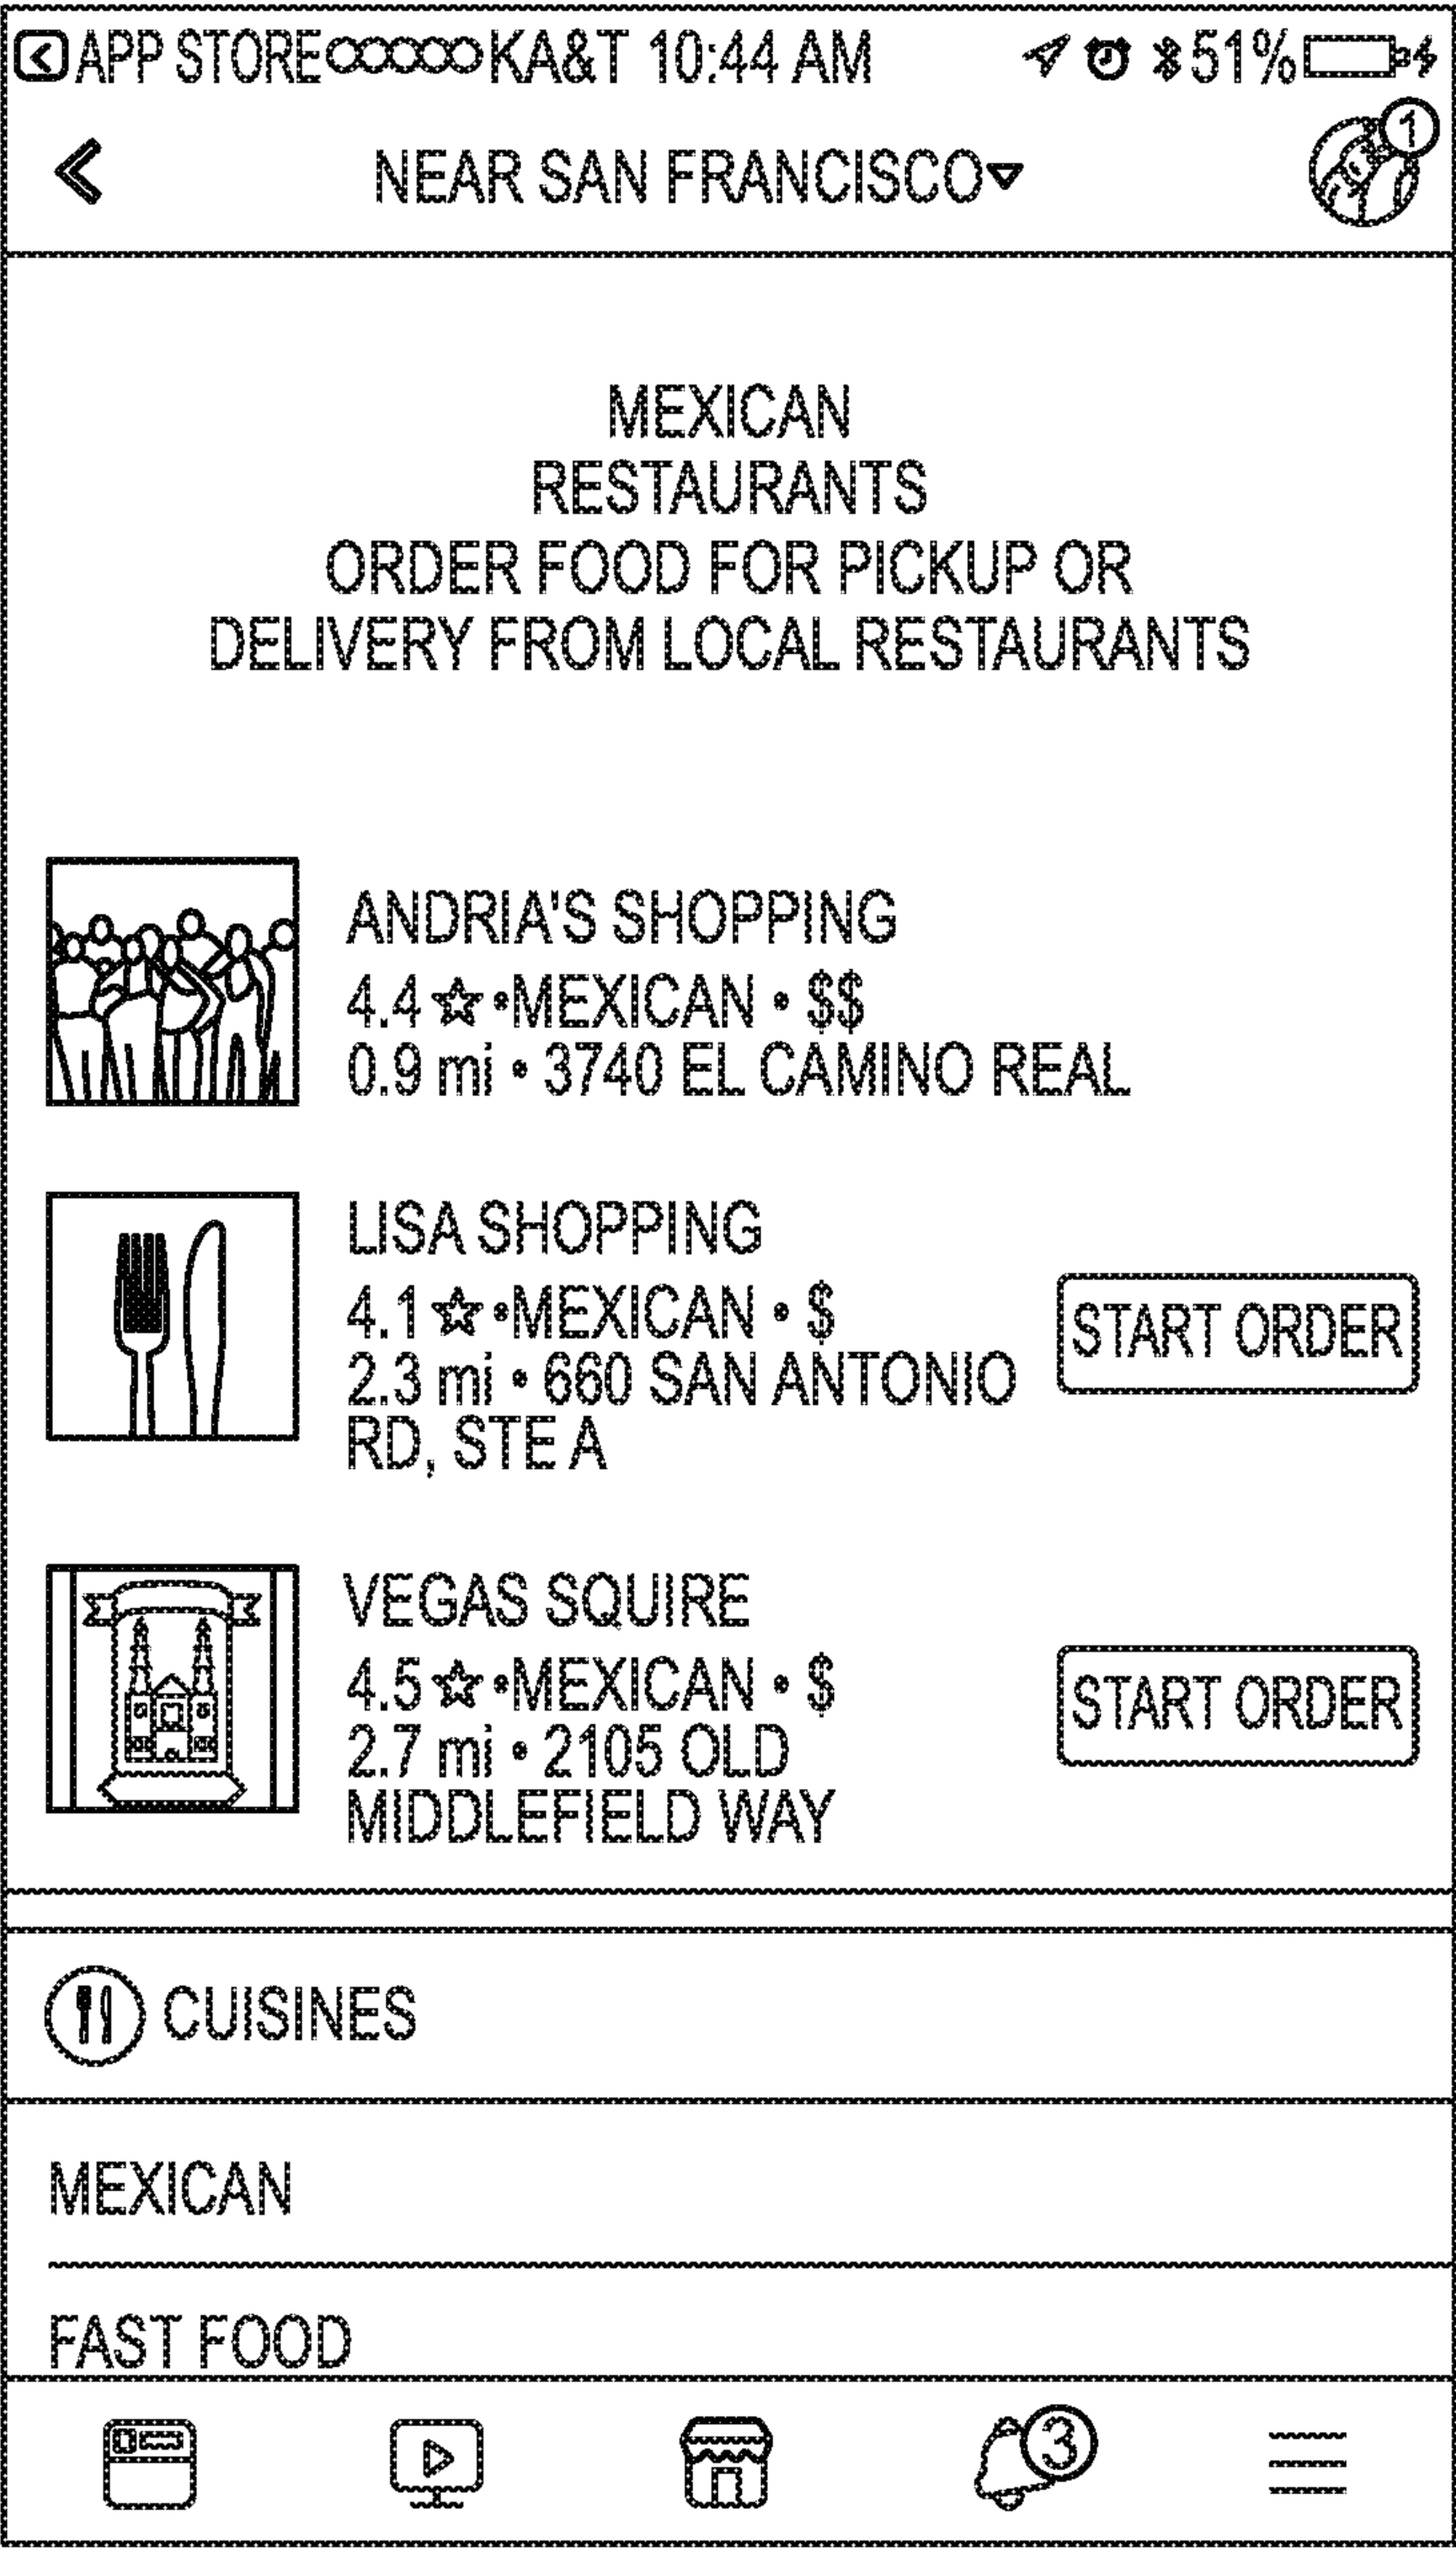 APP STORE KA&T 10:44 AM 51%
1
NEAR SAN FRANCISCO
MEXICAN
RESTAURANTS
ORDER FOOD FOR PICKUP OR
DELIVERY FROM LOCAL RESTAURANTS
ANDRIA'S SHOPPING
4.4 ☆ •MEXICAN • $$
0.9 mi • 3740 EL CAMINO REAL
LISA SHOPPING
4.1 ☆ •MEXICAN • $
2.3 mi • 660 SAN ANTONIO
RD, STE A
START ORDER
VEGAS SQUIRE
4.5 ☆ •MEXICAN • $
2.7 mi • 2105 OLD
MIDDLEFIELD WAY
START ORDER
CUISINES
MEXICAN
FAST FOOD
3